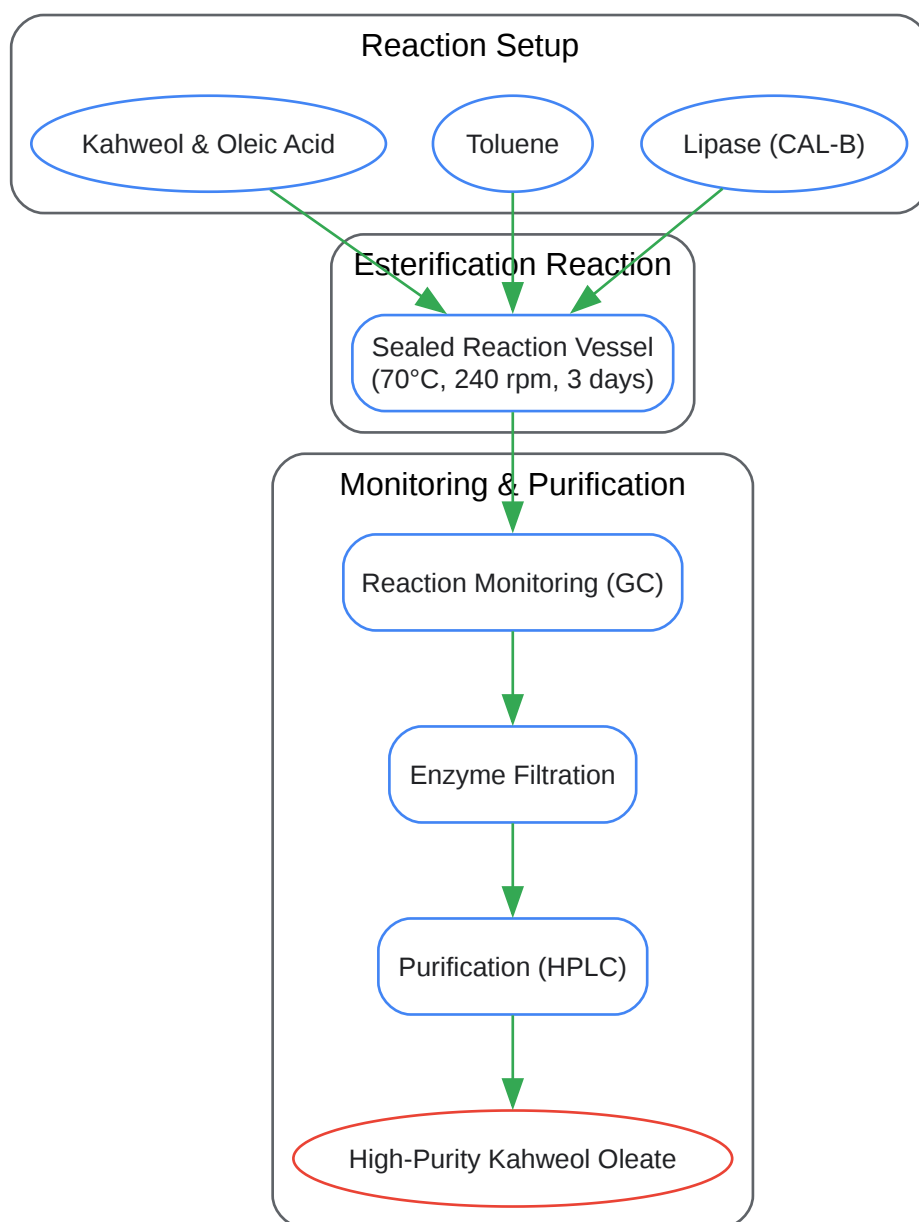 Reaction Setup
Kahweol & Oleic Acid
Toluene
Lipase (CAL-B)
Esterification Reaction
Sealed Reaction Vessel
(70°C, 240 rpm, 3 days)
Monitoring & Purification
Reaction Monitoring (GC)
Enzyme Filtration
Purification (HPLC)
High-Purity Kahweol Oleate